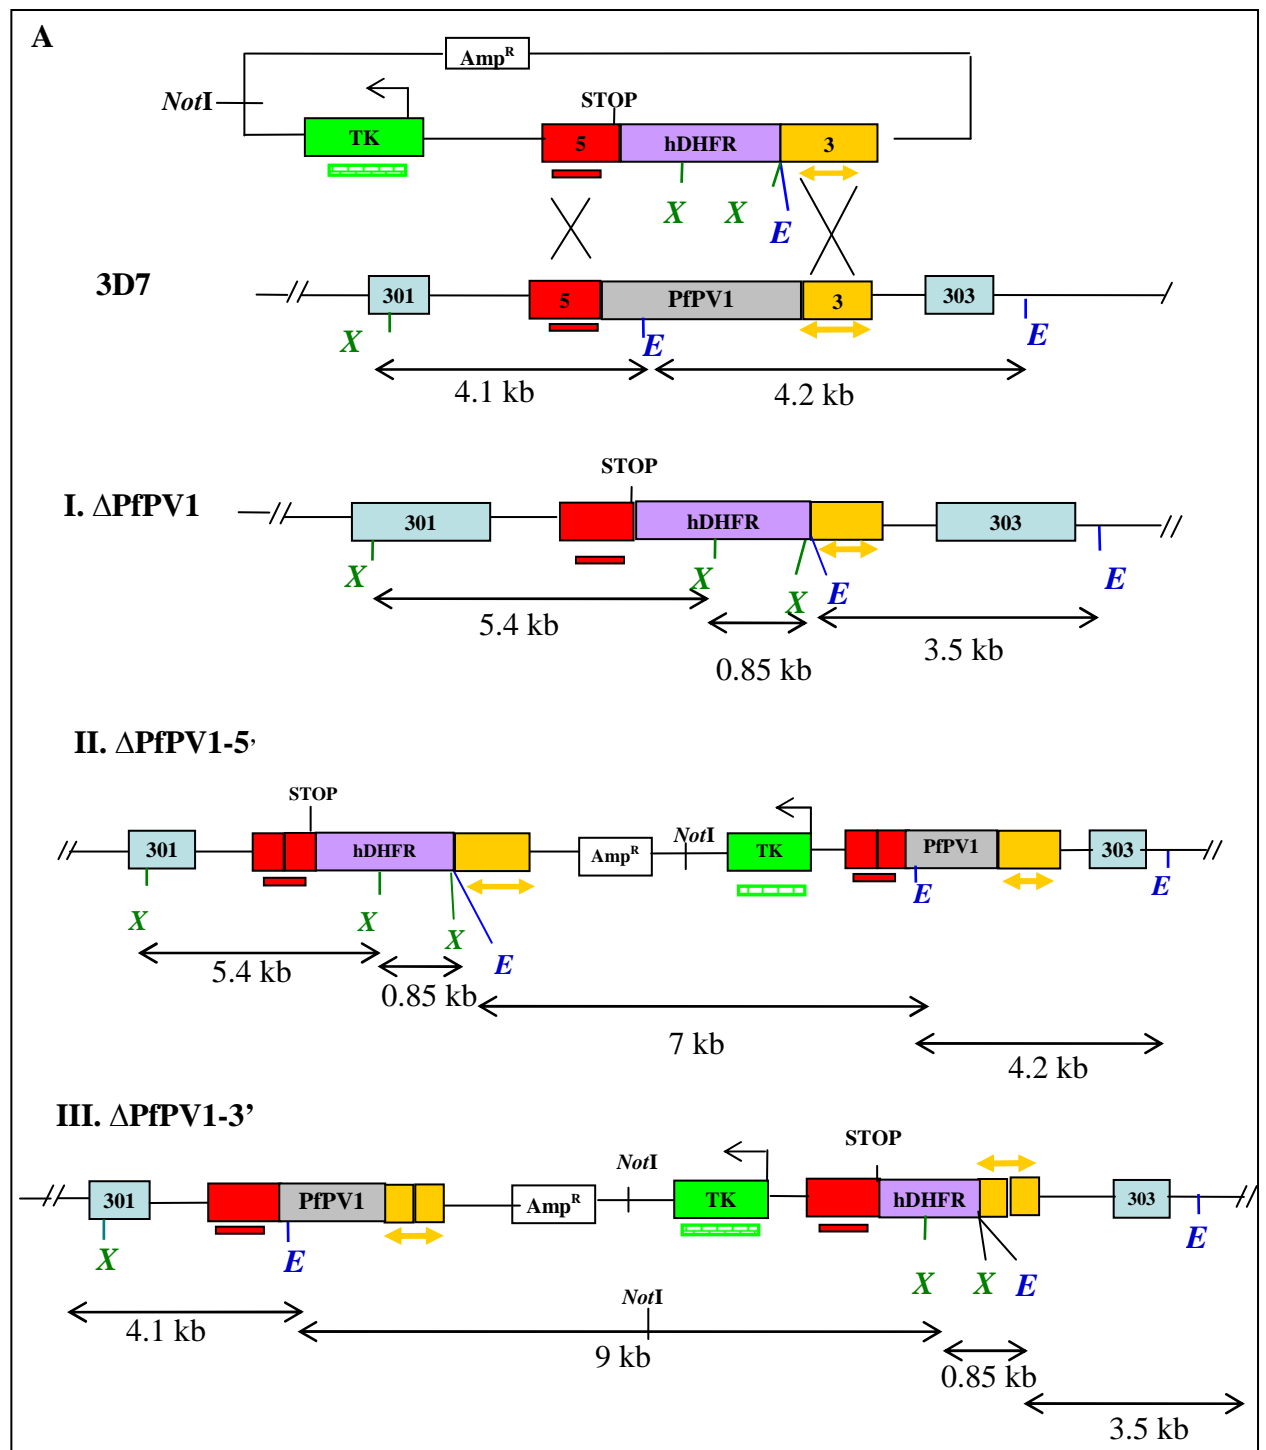 A
Amp^R
NotI
STOP
TK
5
hDHFR
3
X
X
E
3D7
301
5
PfPV1
3
303
X
E
E
4.1 kb
4.2 kb
STOP
I. ΔPfPV1
301
hDHFR
303
X
X
X
E
E
5.4 kb
0.85 kb
3.5 kb
II. ΔPfPV1-5’
STOP
301
hDHFR
Amp^R
NotI
TK
PfPV1
303
X
X
X
E
E
E
5.4 kb
0.85 kb
7 kb
4.2 kb
III. ΔPfPV1-3’
STOP
301
PfPV1
Amp^R
NotI
TK
hDHFR
303
X
E
X
X
E
E
4.1 kb
NotI
9 kb
0.85 kb
3.5 kb